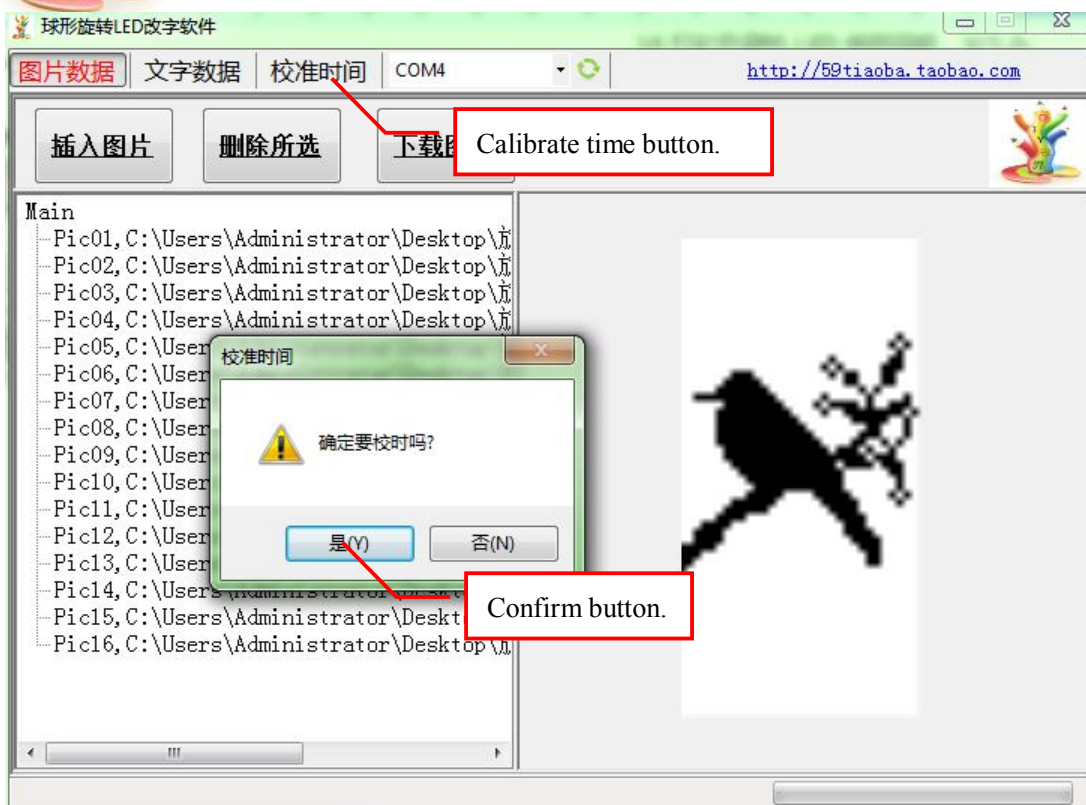 球形旋转LED改字软件
图片数据 文字数据 校准时间 COM4 http://59tiaoba.taobao.com
插入图片 删除所选 下载
Calibrate time button.
Main
Pic01,C:\Users\Administrator\Desktop\
Pic02,C:\Users\Administrator\Desktop\
Pic03,C:\Users\Administrator\Desktop\
Pic04,C:\Users\Administrator\Desktop\
Pic05,C:\User
校准时间
Pic06,C:\User
Pic07,C:\User
Pic08,C:\User
确定要校时吗?
Pic09,C:\User
Pic10,C:\User
Pic11,C:\User
Pic12,C:\User
是(Y) 否(N)
Pic13,C:\User
Pic14,C:\Users\Administrator\Desktop
Confirm button.
Pic15,C:\Users\Administrator\Deskt
Pic16,C:\Users\Administrator\Desktop\